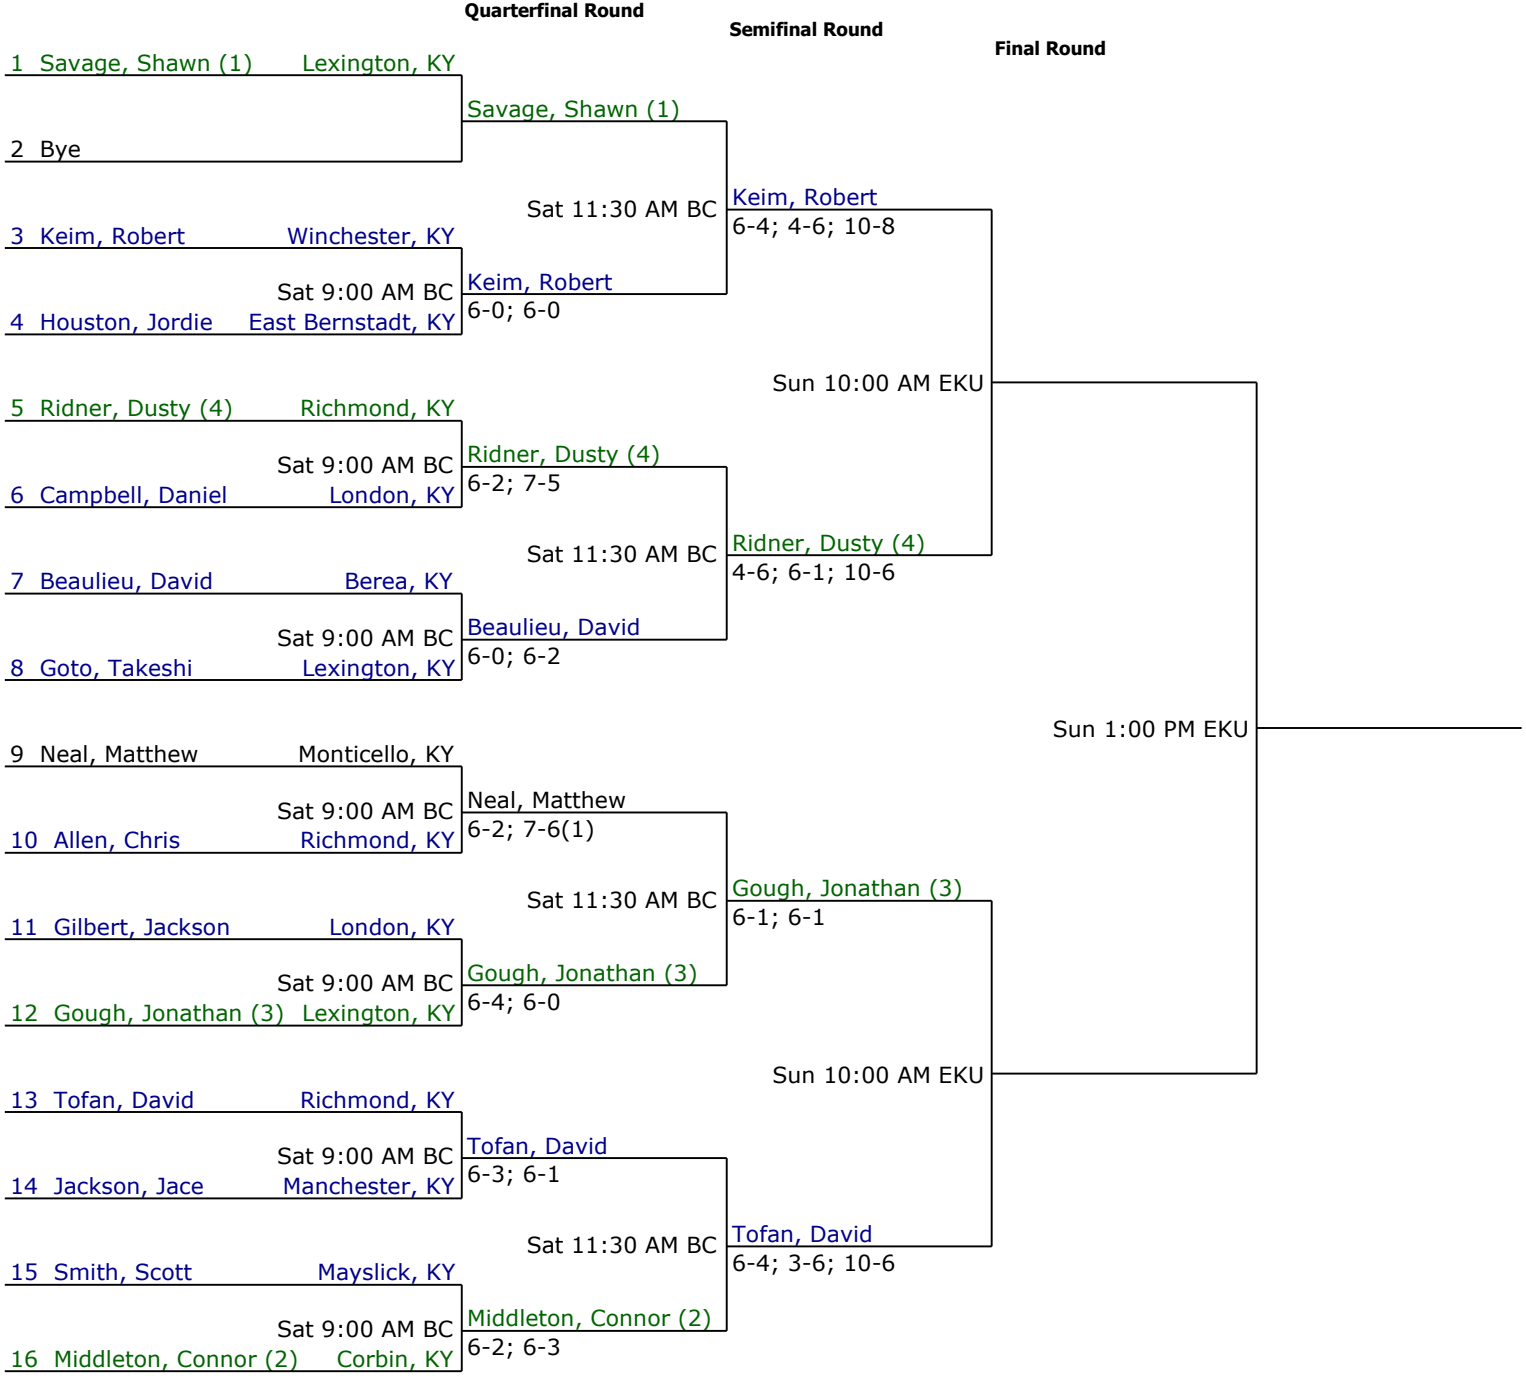 Quarterfinal Round
Semifinal Round
Final Round
1 Savage, Shawn (1) Lexington, KY
Savage, Shawn (1)
2 Bye
Sat 11:30 AM BC
Keim, Robert
6-4; 4-6; 10-8
3 Keim, Robert Winchester, KY
Sat 9:00 AM BC
Keim, Robert
6-0; 6-0
4 Houston, Jordie East Bernstadt, KY
Sun 10:00 AM EKU
5 Ridner, Dusty (4) Richmond, KY
Sat 9:00 AM BC
Ridner, Dusty (4)
6-2; 7-5
6 Campbell, Daniel London, KY
Sat 11:30 AM BC
Ridner, Dusty (4)
4-6; 6-1; 10-6
7 Beaulieu, David Berea, KY
Sat 9:00 AM BC
Beaulieu, David
6-0; 6-2
8 Goto, Takeshi Lexington, KY
Sun 1:00 PM EKU
9 Neal, Matthew Monticello, KY
Sat 9:00 AM BC
Neal, Matthew
6-2; 7-6(1)
10 Allen, Chris Richmond, KY
Sat 11:30 AM BC
Gough, Jonathan (3)
6-1; 6-1
11 Gilbert, Jackson London, KY
Sat 9:00 AM BC
Gough, Jonathan (3)
6-4; 6-0
12 Gough, Jonathan (3) Lexington, KY
Sun 10:00 AM EKU
13 Tofan, David Richmond, KY
Sat 9:00 AM BC
Tofan, David
6-3; 6-1
14 Jackson, Jace Manchester, KY
Sat 11:30 AM BC
Tofan, David
6-4; 3-6; 10-6
15 Smith, Scott Mayslick, KY
Sat 9:00 AM BC
Middleton, Connor (2)
6-2; 6-3
16 Middleton, Connor (2) Corbin, KY